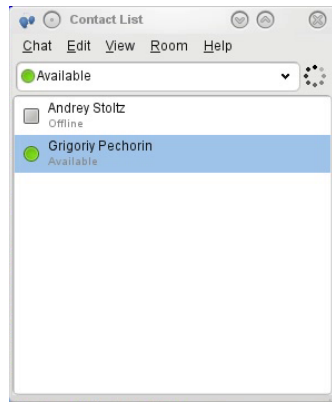 Contact List
Chat Edit View Room Help
Available
Andrey Stoltz
Offline
Grigoriy Pechorin
Available